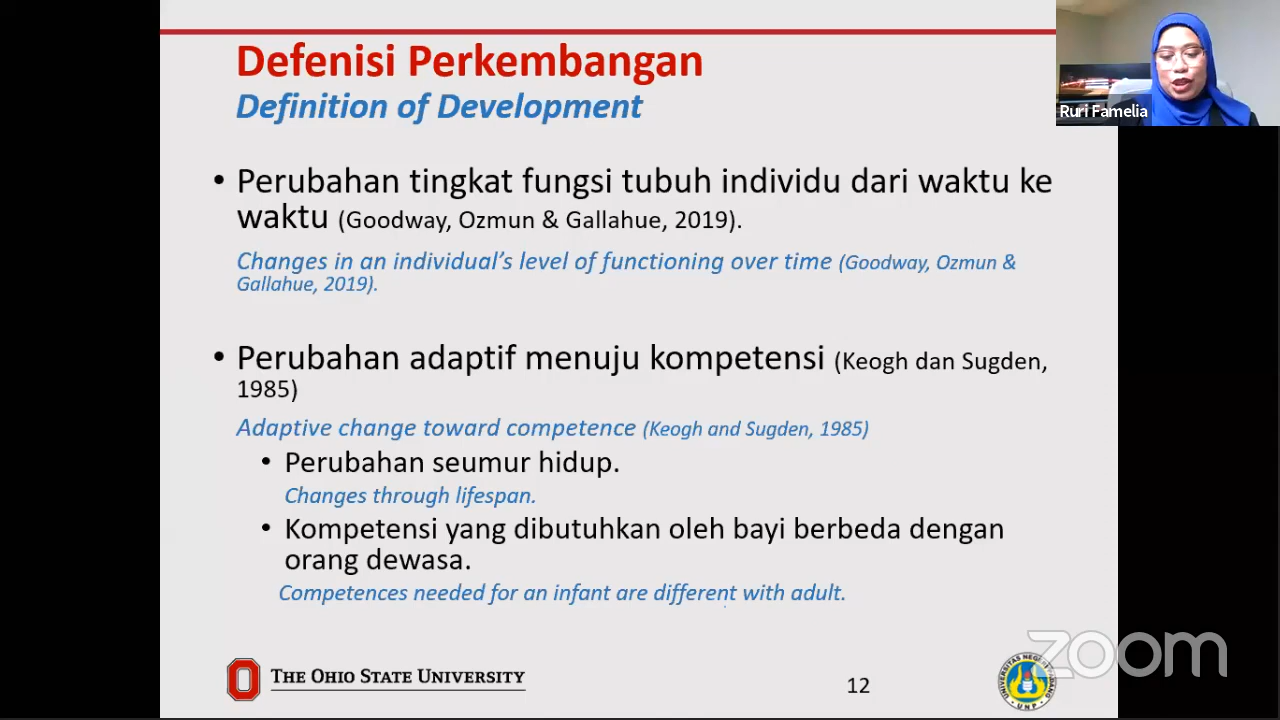 Defenisi Perkembangan
Definition of Development
Ruri Famelia
• Perubahan tingkat fungsi tubuh individu dari waktu ke
waktu (Goodway, Ozmun & Gallahue, 2019).
Changes in an individual's level of functioning over time (Goodway, Ozmun &
Gallahue, 2019).
• Perubahan adaptif menuju kompetensi (Keogh dan Sugden,
1985)
Adaptive change toward competence (Keogh and Sugden, 1985)
• Perubahan seumur hidup.
Changes through lifespan.
• Kompetensi yang dibutuhkan oleh bayi berbeda dengan
orang dewasa.
Competences needed for an infant are different with adult.
THE OHIO STATE UNIVERSITY
12
UNIVERSITAS NEGERI PADANG
UNP
zoom